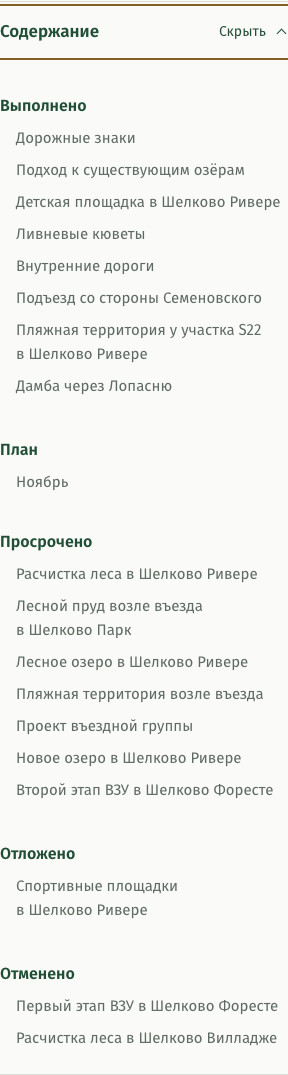 Содержание
Скрыть
Выполнено
Дорожные знаки
Подход к существующим озёрам
Детская площадка в Шелково Ривере
Ливневые кюветы
Внутренние дороги
Подъезд со стороны Семеновского
Пляжная территория у участка S22
в Шелково Ривере
Дамба через Лопасню
План
Ноябрь
Просрочено
Расчистка леса в Шелково Ривере
Лесной пруд возле въезда
в Шелково Парк
Лесное озеро в Шелково Ривере
Пляжная территория возле въезда
Проект въездной группы
Новое озеро в Шелково Ривере
Второй этап ВЗУ в Шелково Форесте
Отложено
Спортивные площадки
в Шелково Ривере
Отменено
Первый этап ВЗУ в Шелково Форесте
Расчистка леса в Шелково Вилладже